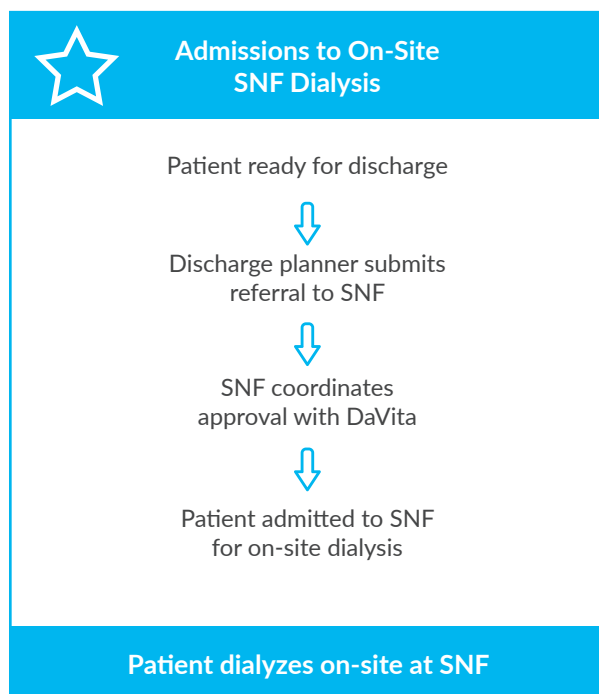 Admissions to On-Site
SNF Dialysis
Patient ready for discharge
Discharge planner submits
referral to SNF
SNF coordinates
approval with DaVita
Patient admitted to SNF
for on-site dialysis
Patient dialyzes on-site at SNF